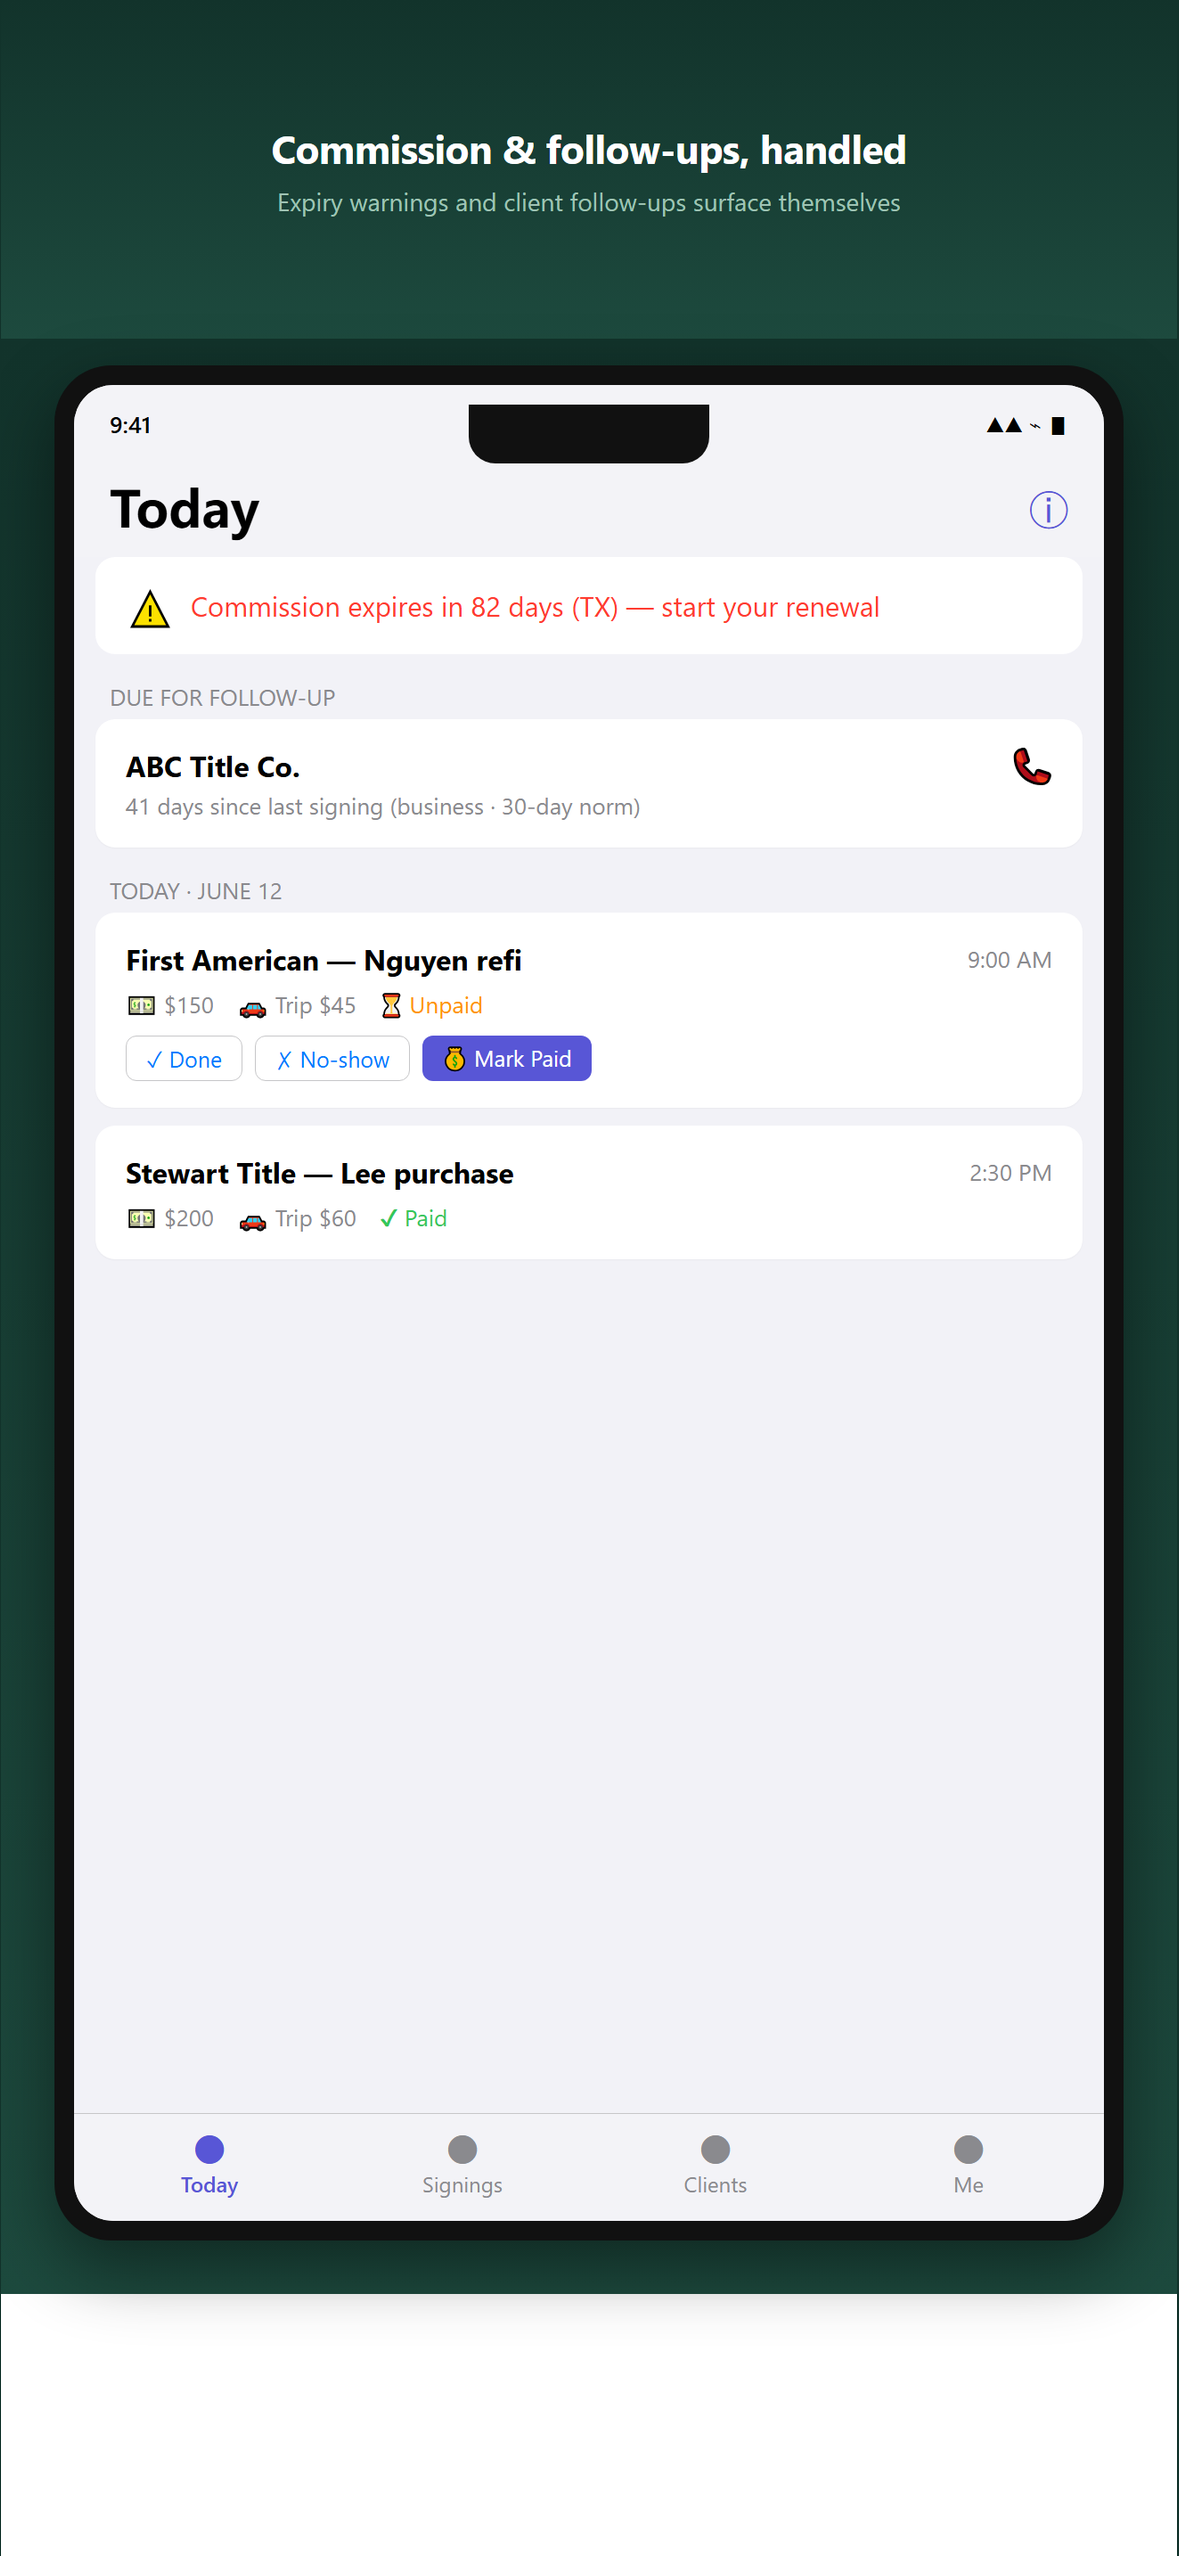 Commission & follow-ups, handled
Expiry warnings and client follow-ups surface themselves
9:41
Today
Commission expires in 82 days (TX) — start your renewal
DUE FOR FOLLOW-UP
ABC Title Co.
41 days since last signing (business · 30-day norm)
TODAY · JUNE 12
First American — Nguyen refi 9:00 AM
💵 $150 🚗 Trip $45 ⏳ Unpaid
✓ Done ✗ No-show 💰 Mark Paid
Stewart Title — Lee purchase 2:30 PM
💵 $200 🚗 Trip $60 ✓ Paid
Today Signings Clients Me